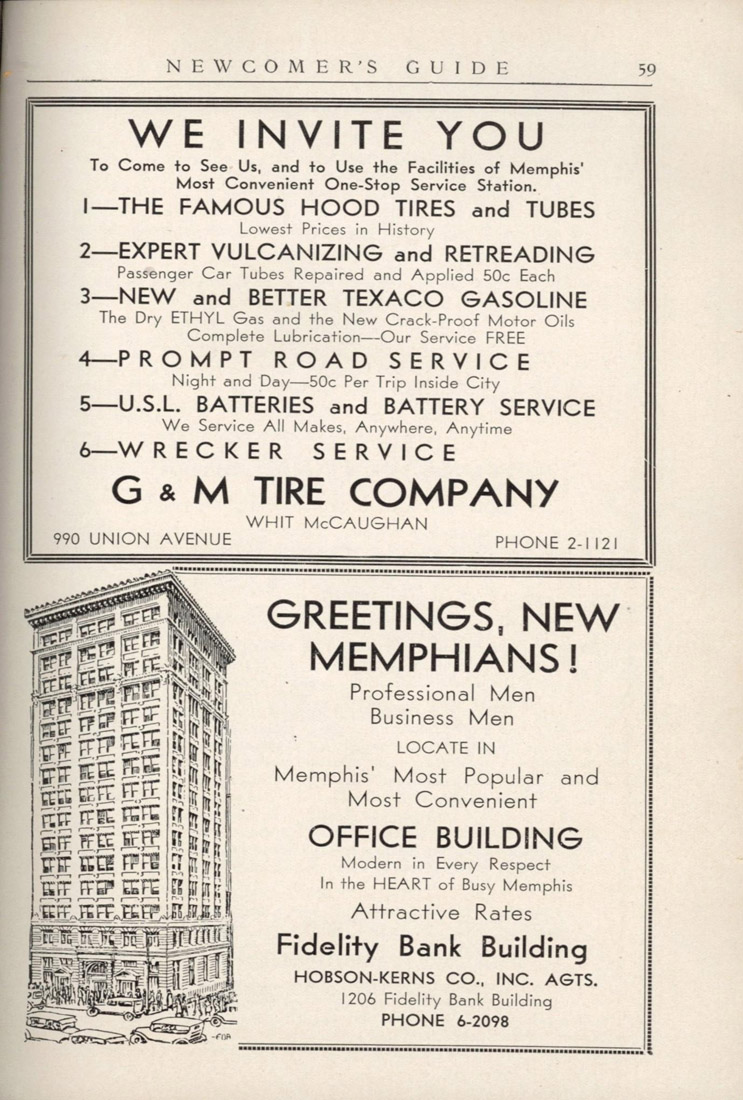 NEWCOMER'S GUIDE 59
WE INVITE YOU
To Come to See Us, and to Use the Facilities of Memphis'
Most Convenient One-Stop Service Station.
1—THE FAMOUS HOOD TIRES and TUBES
Lowest Prices in History
2—EXPERT VULCANIZING and RETREADING
Passenger Car Tubes Repaired and Applied 50c Each
3—NEW and BETTER TEXACO GASOLINE
The Dry ETHYL Gas and the New Crack-Proof Motor Oils
Complete Lubrication—Our Service FREE
4—PROMPT ROAD SERVICE
Night and Day—50c Per Trip Inside City
5—U.S.L. BATTERIES and BATTERY SERVICE
We Service All Makes, Anywhere, Anytime
6—WRECKER SERVICE
G & M TIRE COMPANY
WHIT McCAUGHAN
990 UNION AVENUE PHONE 2-1121
GREETINGS, NEW
MEMPHIANS!
Professional Men
Business Men
LOCATE IN
Memphis' Most Popular and
Most Convenient
OFFICE BUILDING
Modern in Every Respect
In the HEART of Busy Memphis
Attractive Rates
Fidelity Bank Building
HOBSON-KERNS CO., INC. AGTS.
1206 Fidelity Bank Building
PHONE 6-2098